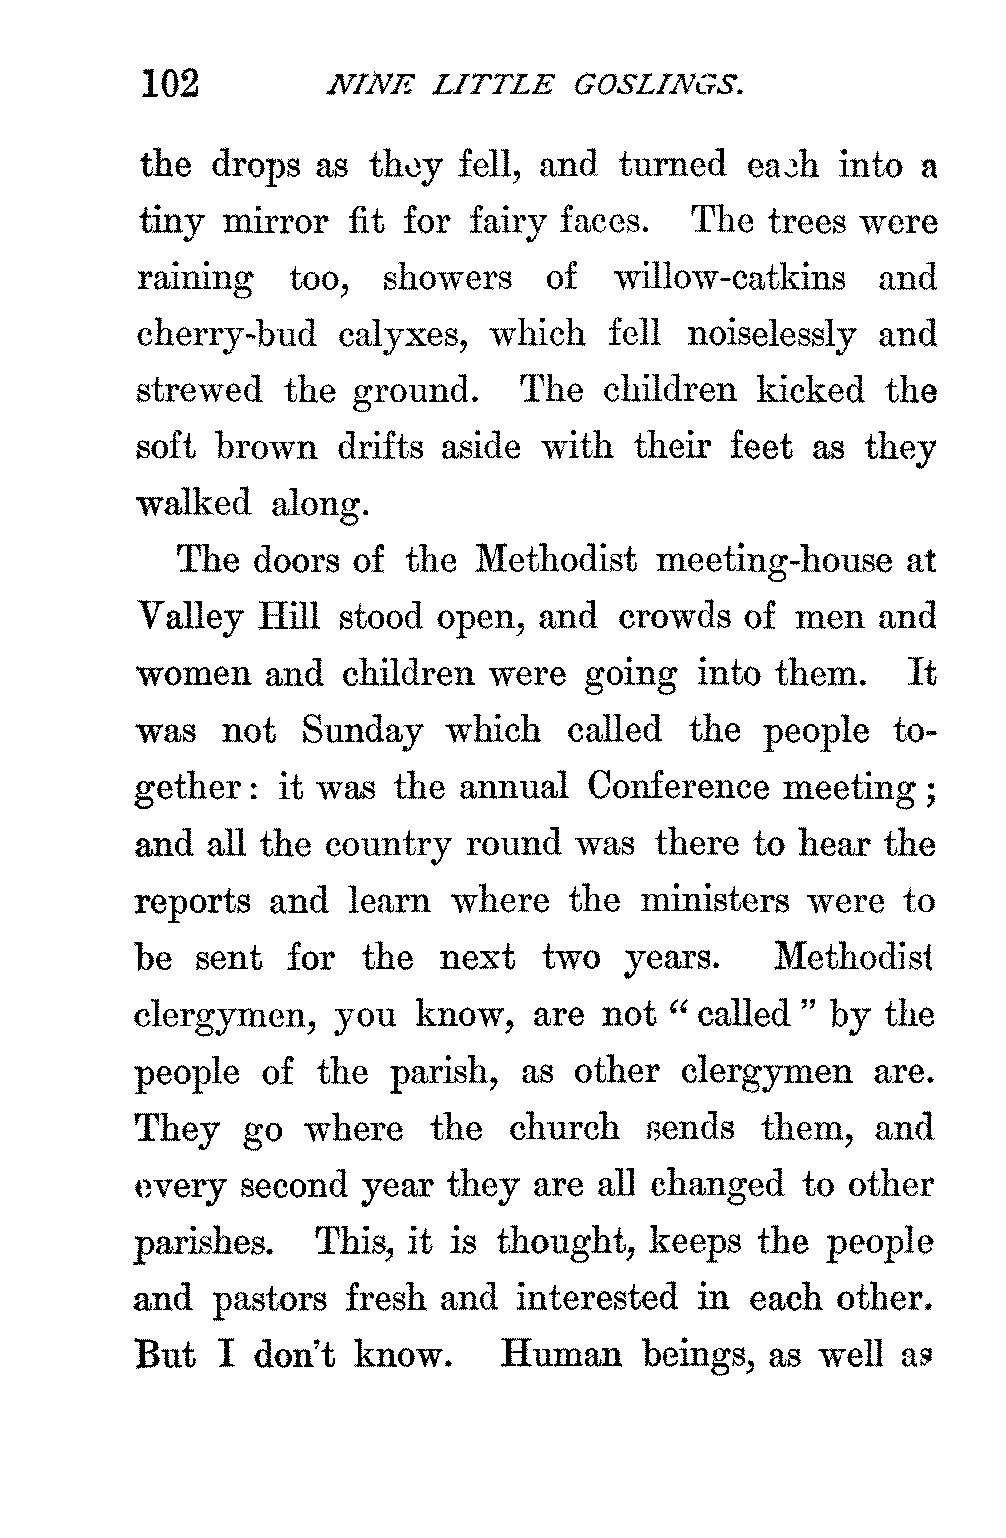 102 NINE LITTLE GOSLINGS.
the drops as they fell, and turned each into a
tiny mirror fit for fairy faces. The trees were
raining too, showers of willow-catkins and
cherry-bud calyxes, which fell noiselessly and
strewed the ground. The children kicked the
soft brown drifts aside with their feet as they
walked along.
The doors of the Methodist meeting-house at
Valley Hill stood open, and crowds of men and
women and children were going into them. It
was not Sunday which called the people to-
gether: it was the annual Conference meeting;
and all the country round was there to hear the
reports and learn where the ministers were to
be sent for the next two years. Methodist
clergymen, you know, are not “called” by the
people of the parish, as other clergymen are.
They go where the church sends them, and
every second year they are all changed to other
parishes. This, it is thought, keeps the people
and pastors fresh and interested in each other.
But I don't know. Human beings, as well as